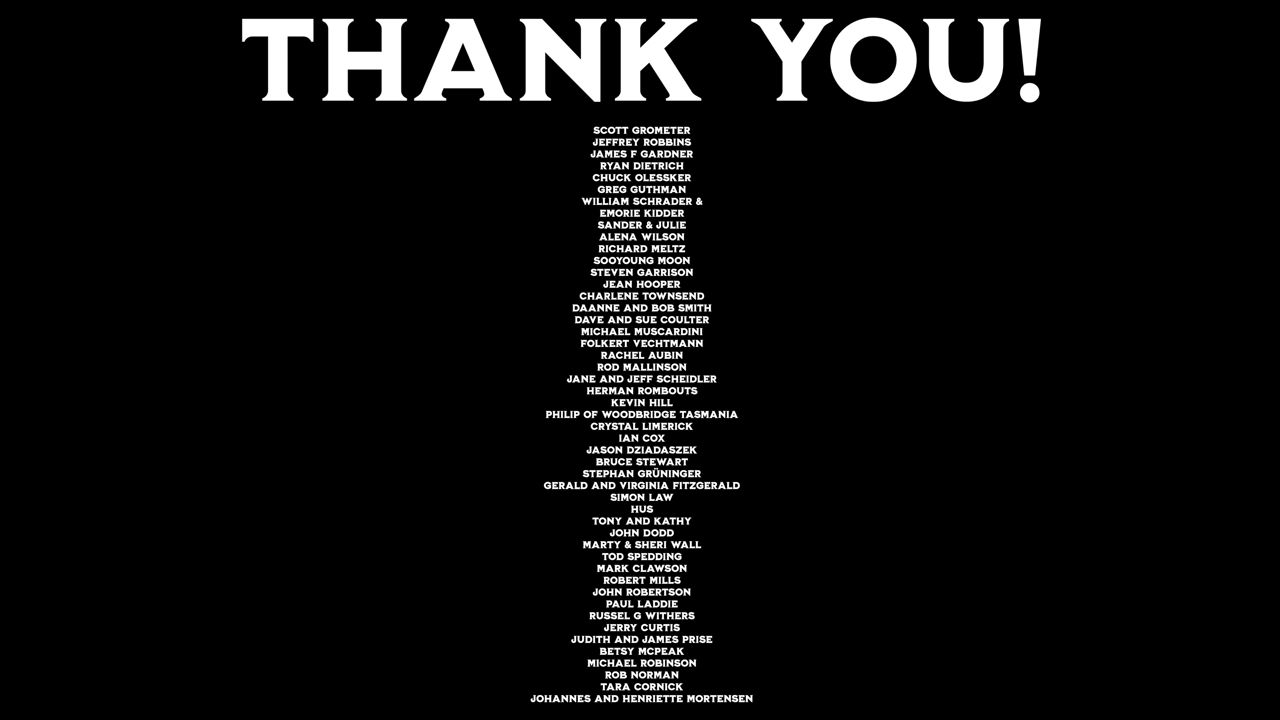 THANK YOU!
SCOTT GROMETER
JEFFREY ROBBINS
JAMES F GARDNER
RYAN DIETRICH
CHUCK OLESSKER
GREG GUTHMAN
WILLIAM SCHRADER &
EMORIE KIDDER
SANDER & JULIE
ALENA WILSON
RICHARD MELTZ
SOOYOUNG MOON
STEVEN GARRISON
JEAN HOOPER
CHARLENE TOWNSEND
DAANNE AND BOB SMITH
DAVE AND SUE COULTER
MICHAEL MUSCARDINI
FOLKERT VECHTMANN
RACHEL AUBIN
ROD MALLINSON
JANE AND JEFF SCHEIDLER
HERMAN ROMBOUTS
KEVIN HILL
PHILIP OF WOODBRIDGE TASMANIA
CRYSTAL LIMERICK
IAN COX
JASON DZIADASZEK
BRUCE STEWART
STEPHAN GRÜNINGER
GERALD AND VIRGINIA FITZGERALD
SIMON LAW
HUS
TONY AND KATHY
JOHN DODD
MARTY & SHERI WALL
TOD SPEDDING
MARK CLAWSON
ROBERT MILLS
JOHN ROBERTSON
PAUL LADDIE
RUSSEL G WITHERS
JERRY CURTIS
JUDITH AND JAMES PRISE
BETSY MCPEAK
MICHAEL ROBINSON
ROB NORMAN
TARA CORNICK
JOHANNES AND HENRIETTE MORTENSEN